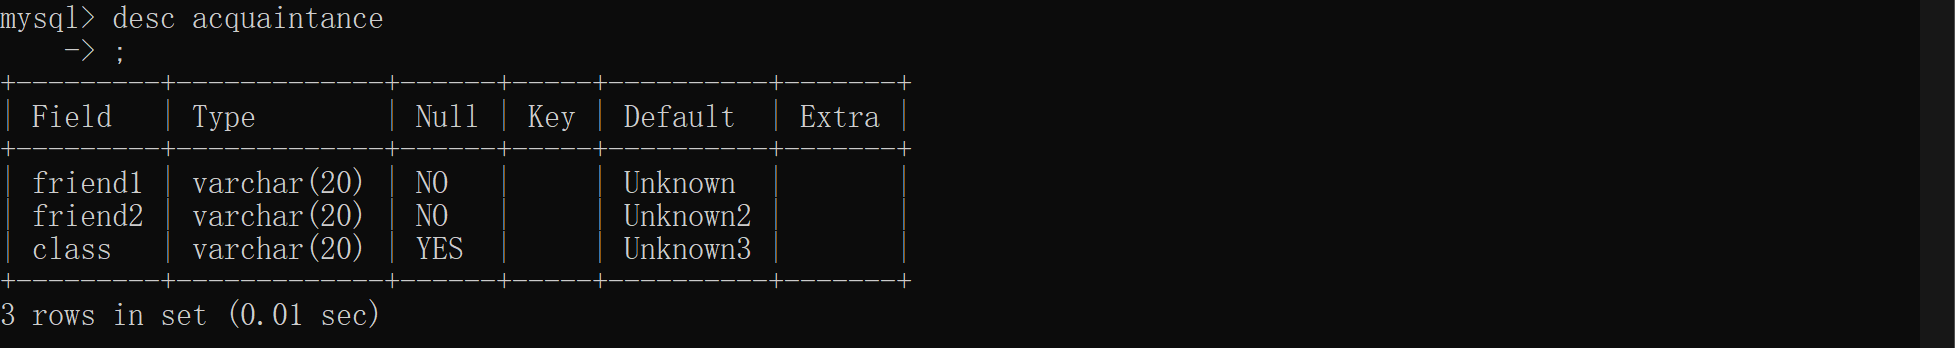 mysql> desc acquaintance
    -> ;
+---------+-------------+------+-----+----------+-------+
| Field   | Type        | Null | Key | Default  | Extra |
+---------+-------------+------+-----+----------+-------+
| friend1 | varchar(20) | NO   |     | Unknown  |       |
| friend2 | varchar(20) | NO   |     | Unknown2 |       |
| class   | varchar(20) | YES  |     | Unknown3 |       |
+---------+-------------+------+-----+----------+-------+
3 rows in set (0.01 sec)